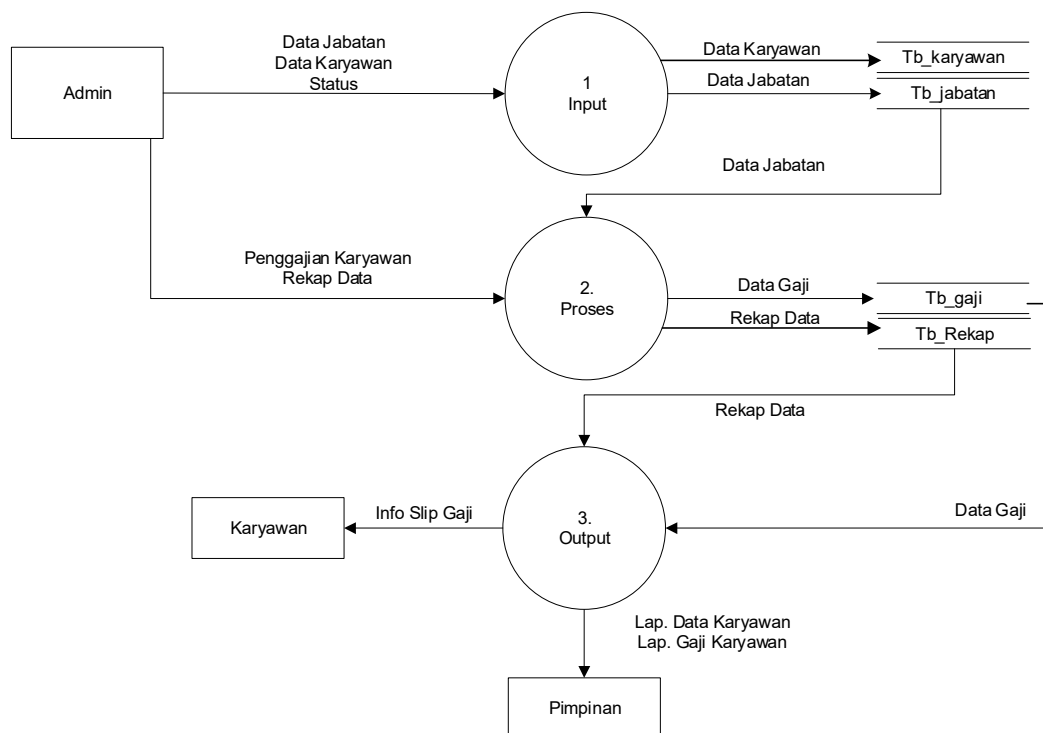 Data Jabatan
Data Karyawan
Status
Admin
1
Input
Data Karyawan
Data Jabatan
Tb_karyawan
Tb_jabatan
Data Jabatan
Penggajian Karyawan
Rekap Data
2.
Proses
Data Gaji
Rekap Data
Tb_gaji
Tb_Rekap
Rekap Data
Karyawan
Info Slip Gaji
3.
Output
Data Gaji
Lap. Data Karyawan
Lap. Gaji Karyawan
Pimpinan